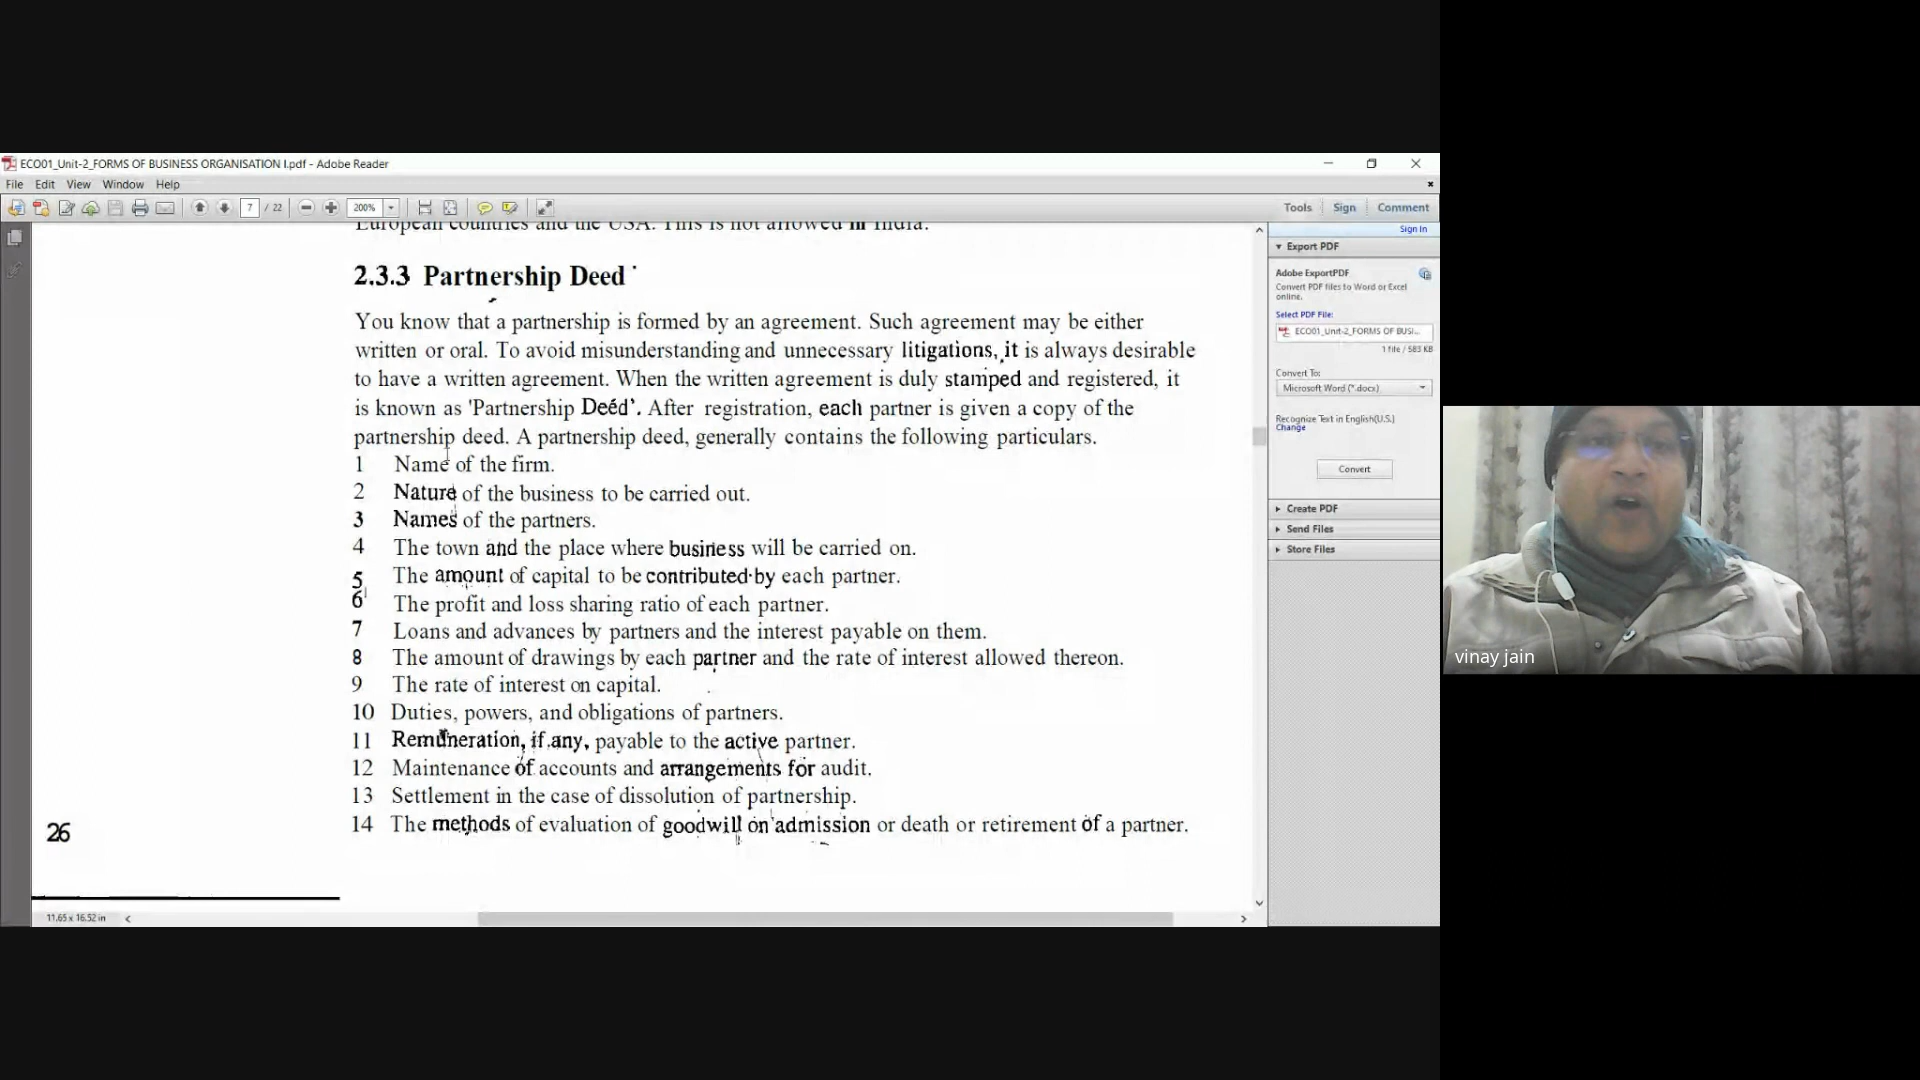 ECO01_Unit-2_FORMS OF BUSINESS ORGANISATION I.pdf - Adobe Reader
File Edit View Window Help
7 / 22 200% Tools Sign Comment
European countries and the USA. This is not allowed in India.
Sign In
Export PDF
Adobe ExportPDF
Convert PDF files to Word or Excel
online.
Select PDF File:
ECO01_Unit-2_FORMS OF BUSI...
1 file / 583 KB
Convert To:
Microsoft Word (*.docx)
Recognize Text in English(U.S.)
Change
Convert
Create PDF
Send Files
Store Files
2.3.3 Partnership Deed
You know that a partnership is formed by an agreement. Such agreement may be either
written or oral. To avoid misunderstanding and unnecessary litigations, it is always desirable
to have a written agreement. When the written agreement is duly stamped and registered, it
is known as 'Partnership Deed'. After registration, each partner is given a copy of the
partnership deed. A partnership deed, generally contains the following particulars.
1 Name of the firm.
2 Nature of the business to be carried out.
3 Names of the partners.
4 The town and the place where business will be carried on.
5 The amount of capital to be contributed by each partner.
6 The profit and loss sharing ratio of each partner.
7 Loans and advances by partners and the interest payable on them.
8 The amount of drawings by each partner and the rate of interest allowed thereon.
9 The rate of interest on capital.
10 Duties, powers, and obligations of partners.
11 Remuneration, if any, payable to the active partner.
12 Maintenance of accounts and arrangements for audit.
13 Settlement in the case of dissolution of partnership.
14 The methods of evaluation of goodwill on admission or death or retirement of a partner.
26
11.65 x 16.52 in
vinay jain